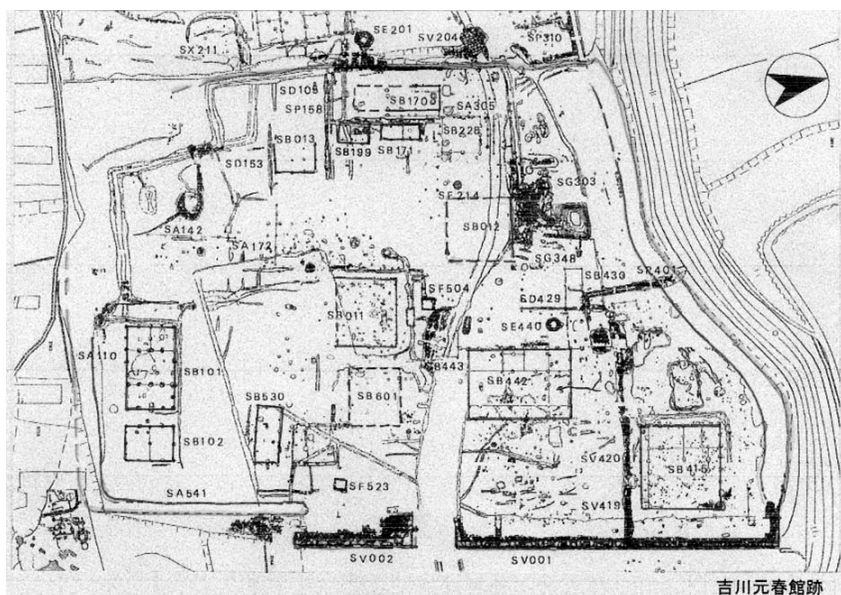 SE201
SV204
SP310
SX211
SD105
SP158
SB170
SA305
SB013
SB199
SB171
SB228
SD153
SG303
SF214
SA142
SB012
SA172
SG348
SB430
SP401
SF504
SD429
SB011
SE440
SA110
SB101
SB443
SB442
SB530
SB601
SB102
SV420
SB415
SA541
SF523
SV419
SV002
SV001
吉川元春館跡